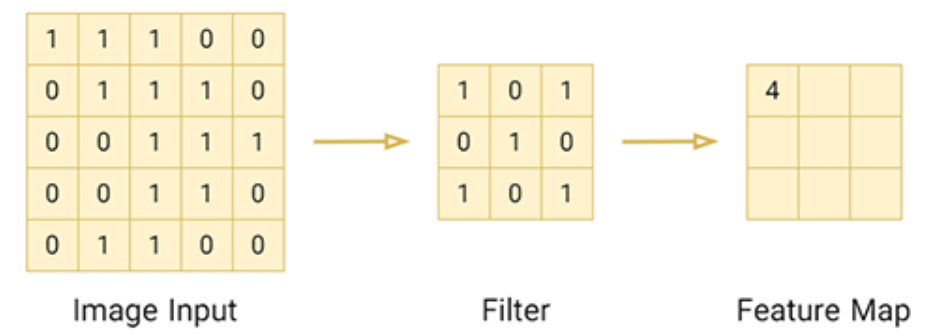 1 1 1 0 0
0 1 1 1 0
0 0 1 1 1
0 0 1 1 0
0 1 1 0 0
Image Input
1 0 1
0 1 0
1 0 1
Filter
4
Feature Map